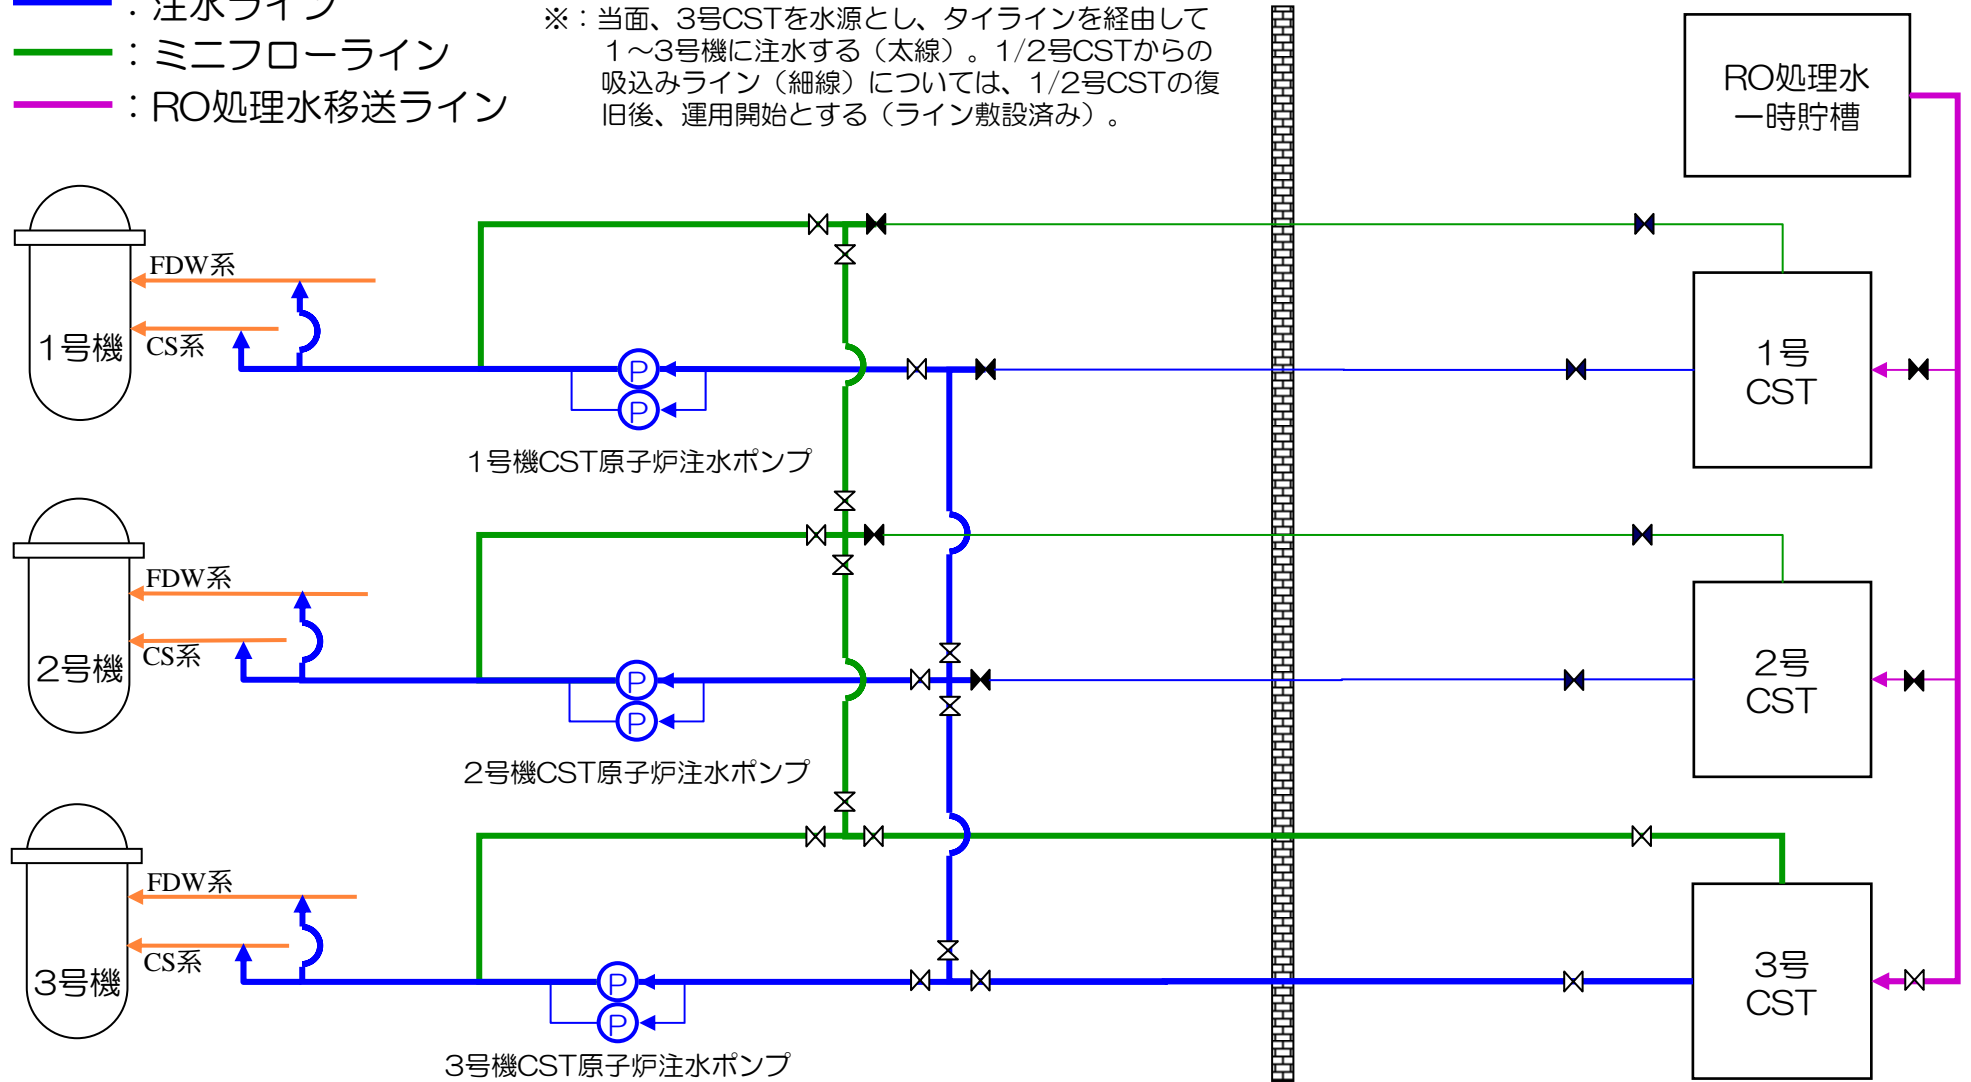 ：注水ライン
：ミニフローライン
：RO処理水移送ライン
※：当面、3号CSTを水源とし、タイラインを経由して
１～3号機に注水する（太線）。1/2号CSTからの
吸込みライン（細線）については、1/2号CSTの復
旧後、運用開始とする（ライン敷設済み）。
RO処理水
一時貯槽
FDW系
CS系
1号機
P
P
1号機CST原子炉注水ポンプ
1号
CST
FDW系
CS系
2号機
P
P
2号機CST原子炉注水ポンプ
2号
CST
FDW系
CS系
3号機
P
P
3号機CST原子炉注水ポンプ
3号
CST